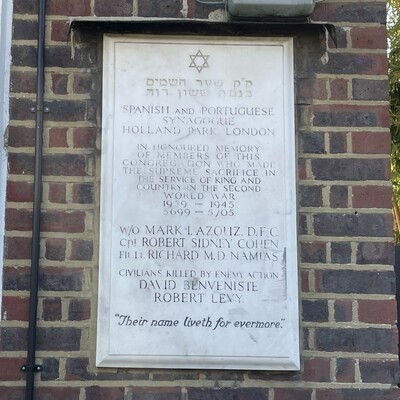 ק״ק שער השמים
כנסת ששון רוה
SPANISH AND PORTUGUESE
SYNAGOGUE
HOLLAND PARK, LONDON
IN HONOURED MEMORY
OF MEMBERS OF THIS
CONGREGATION WHO MADE
THE SUPREME SACRIFICE IN
THE SERVICE OF KING AND
COUNTRY IN THE SECOND
WORLD WAR
1939 – 1945
5699 – 5705
W/O MARK I. AZOUZ, D.F.C.
Cpl ROBERT SIDNEY COHEN
RICHARD M.D. NAMIAS
CIVILIANS KILLED BY ENEMY ACTION
DAVID BENVENISTE
ROBERT LEVY
"Their name liveth for evermore."